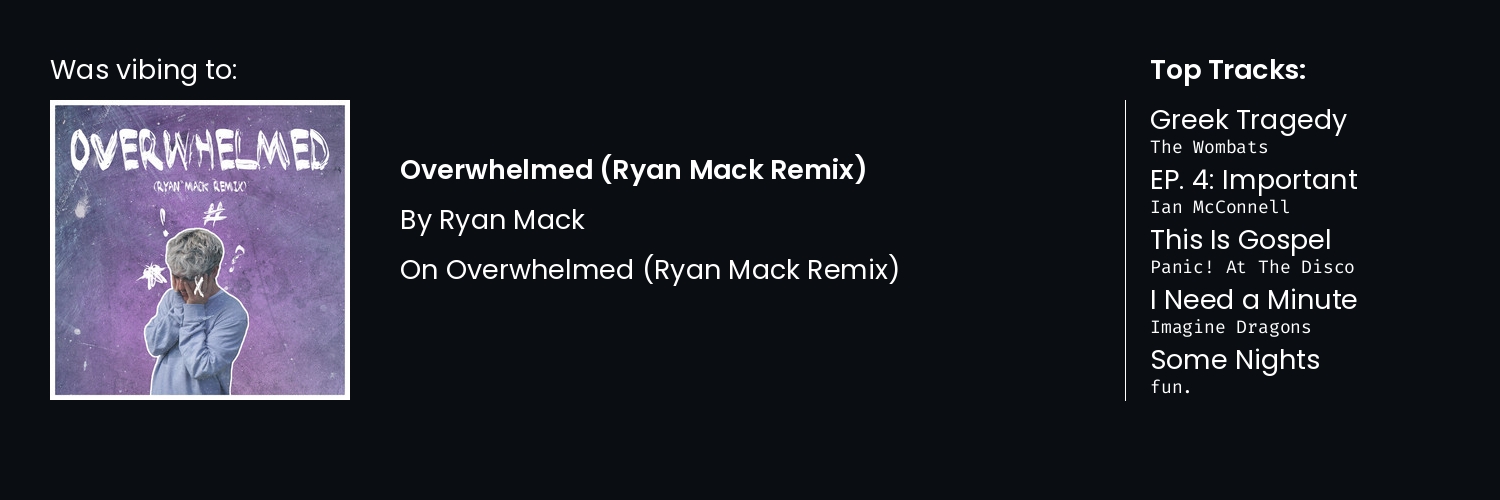 Was vibing to:
OVERWHELMED
(RYAN MACK REMIX)
Overwhelmed (Ryan Mack Remix)
By Ryan Mack
On Overwhelmed (Ryan Mack Remix)
Top Tracks:
Greek Tragedy
The Wombats
EP. 4: Important
Ian McConnell
This Is Gospel
Panic! At The Disco
I Need a Minute
Imagine Dragons
Some Nights
fun.